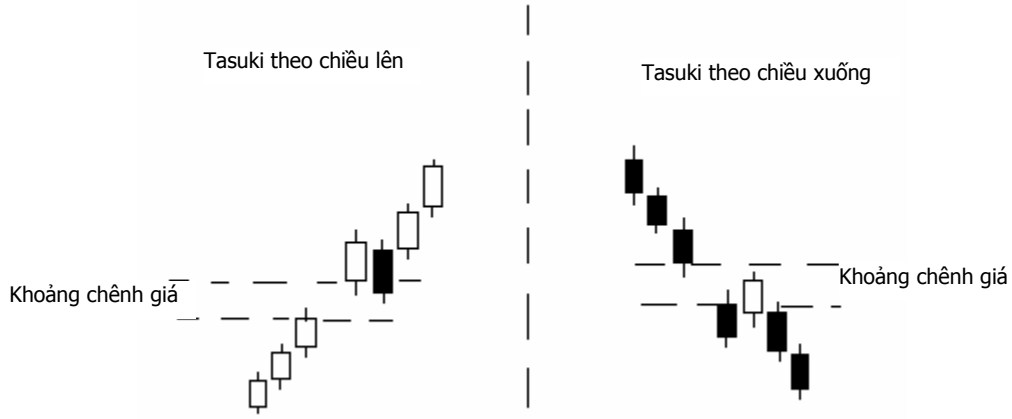 Tasuki theo chiều lên
Tasuki theo chiều xuống
Khoảng chênh giá
Khoảng chênh giá